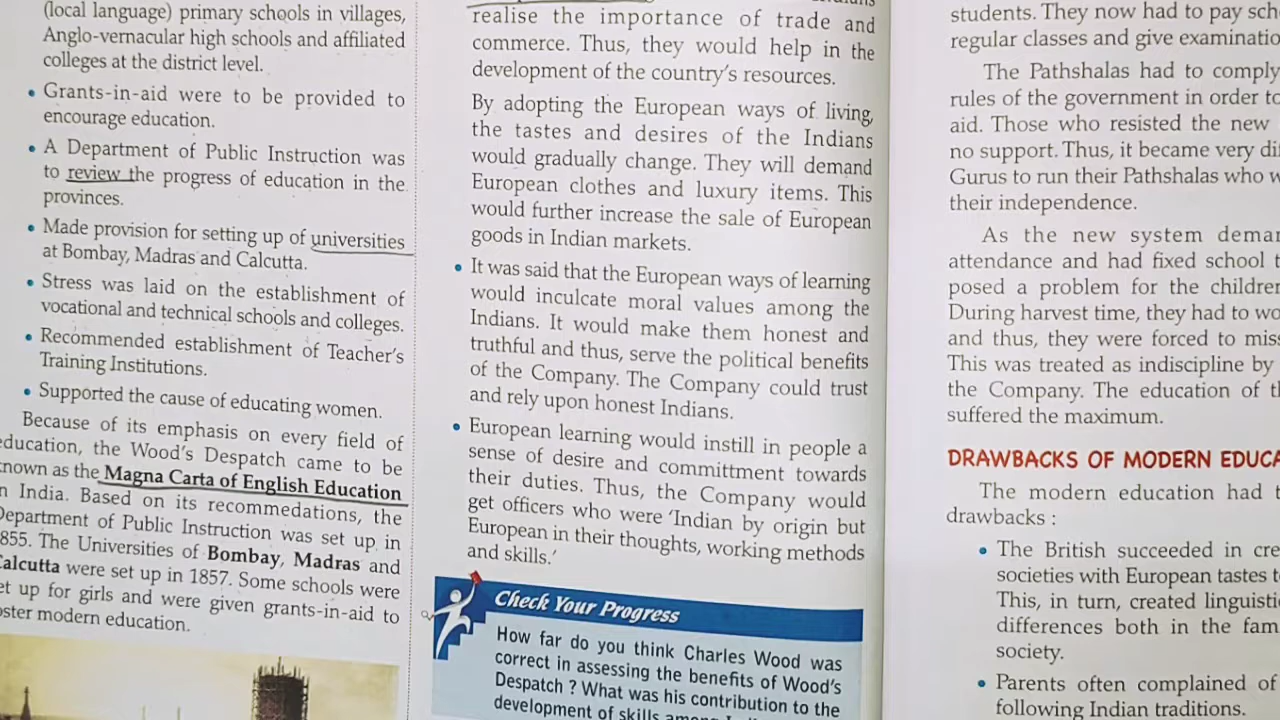 (local language) primary schools in villages,
Anglo-vernacular high schools and affiliated
colleges at the district level.
• Grants-in-aid were to be provided to
encourage education.
• A Department of Public Instruction was
to review the progress of education in the
provinces.
• Made provision for setting up of universities
at Bombay, Madras and Calcutta.
• Stress was laid on the establishment of
vocational and technical schools and colleges.
• Recommended establishment of Teacher's
Training Institutions.
• Supported the cause of educating women.
Because of its emphasis on every field of
education, the Wood's Despatch came to be
known as the Magna Carta of English Education
in India. Based on its recommedations, the
Department of Public Instruction was set up in
1855. The Universities of Bombay, Madras and
Calcutta were set up in 1857. Some schools were
set up for girls and were given grants-in-aid to
foster modern education.
realise the importance of trade and
commerce. Thus, they would help in the
development of the country's resources.
By adopting the European ways of living,
the tastes and desires of the Indians
would gradually change. They will demand
European clothes and luxury items. This
would further increase the sale of European
goods in Indian markets.
• It was said that the European ways of learning
would inculcate moral values among the
Indians. It would make them honest and
truthful and thus, serve the political benefits
of the Company. The Company could trust
and rely upon honest Indians.
• European learning would instill in people a
sense of desire and committment towards
their duties. Thus, the Company would
get officers who were 'Indian by origin but
European in their thoughts, working methods
and skills.'
Check Your Progress
How far do you think Charles Wood was
correct in assessing the benefits of Wood's
Despatch ? What was his contribution to the
development of skills
students. They now had to pay
regular classes and give
The Pathshalas had to comply
rules of the government in order
aid. Those who resisted the new
no support. Thus, it became very
Gurus to run their Pathshalas who
their independence.
As the new system
attendance and had fixed school
posed a problem for the
During harvest time, they had to
and thus, they were forced to
This was treated as indiscipline by
the Company. The education of
suffered the maximum.
DRAWBACKS OF MODERN
The modern education had
drawbacks :
• The British succeeded in
societies with European tastes
This, in turn, created
differences both in the
society.
• Parents often complained of
following Indian traditions.